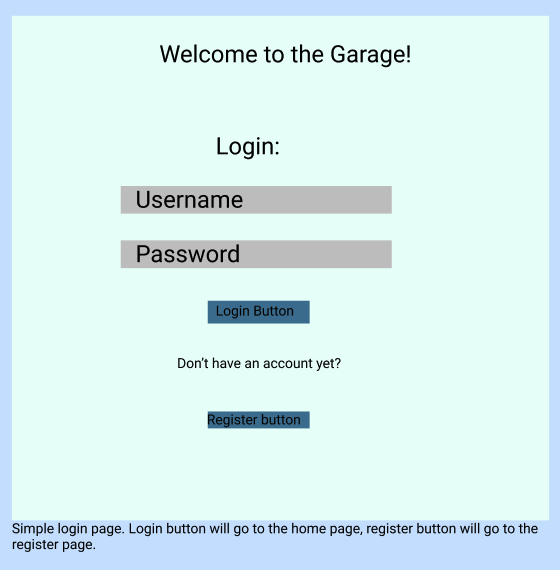 Welcome to the Garage!
Login:
Username
Password
Login Button
Don’t have an account yet?
Register button
Simple login page. Login button will go to the home page, register button will go to the
register page.